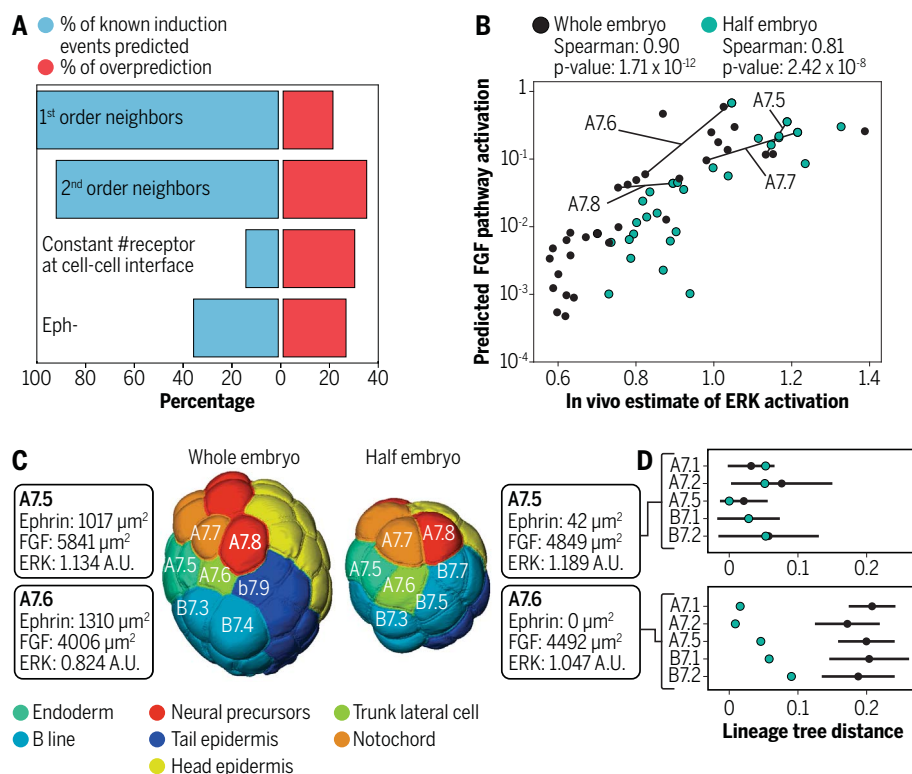 A
% of known induction
events predicted
% of overprediction
1st order neighbors
2nd order neighbors
Constant #receptor
at cell-cell interface
Eph-
100 80 60 40 20 0 20 40
Percentage
B
Whole embryo
Spearman: 0.90
p-value: 1.71 x 10-12
Half embryo
Spearman: 0.81
p-value: 2.42 x 10-8
Predicted FGF pathway activation
1
10-1
10-2
10-3
10-4
A7.6
A7.5
A7.8
A7.7
0.6 0.8 1.0 1.2 1.4
In vivo estimate of ERK activation
C
Whole embryo
Half embryo
A7.5
Ephrin: 1017 µm2
FGF: 5841 µm2
ERK: 1.134 A.U.
A7.6
Ephrin: 1310 µm2
FGF: 4006 µm2
ERK: 0.824 A.U.
A7.7
A7.8
A7.5
A7.6
b7.9
B7.3
B7.4
A7.7
A7.8
A7.5
B7.7
A7.6
B7.5
B7.3
A7.5
Ephrin: 42 µm2
FGF: 4849 µm2
ERK: 1.189 A.U.
A7.6
Ephrin: 0 µm2
FGF: 4492 µm2
ERK: 1.047 A.U.
Endoderm
B line
Neural precursors
Tail epidermis
Head epidermis
Trunk lateral cell
Notochord
D
A7.1
A7.2
A7.5
B7.1
B7.2
0 0.1 0.2
A7.1
A7.2
A7.5
B7.1
B7.2
0 0.1 0.2
Lineage tree distance